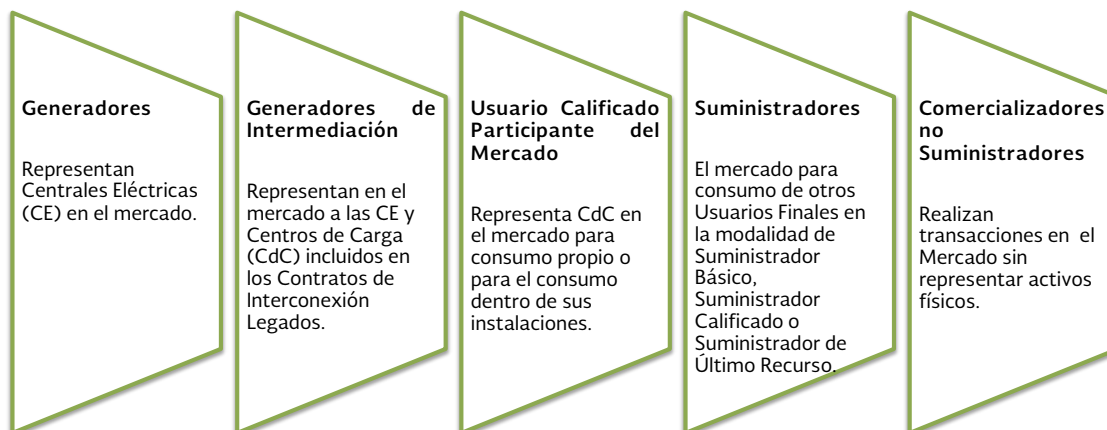 Generadores
Representan
Centrales Eléctricas
(CE) en el mercado.
Generadores de
Intermediación
Representan en el
mercado a las CE y
Centros de Carga
(CdC) incluidos en
los Contratos de
Interconexión
Legados.
Usuario Calificado
Participante del
Mercado
Representa CdC en
el mercado para
consumo propio o
para el consumo
dentro de sus
instalaciones.
Suministradores
El mercado para
consumo de otros
Usuarios Finales en
la modalidad de
Suministrador
Básico,
Suministrador
Calificado o
Suministrador de
Último Recurso.
Comercializadores
no
Suministradores
Realizan
transacciones en el
Mercado sin
representar activos
físicos.